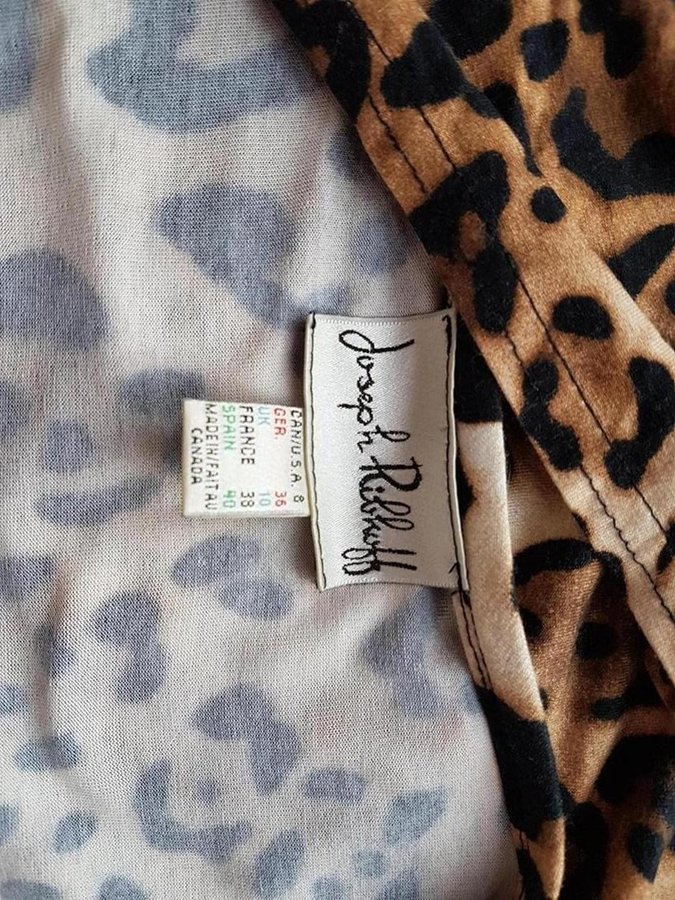 Joseph Ribkoff
CAN/U.S.A. 8
GER. 36
UK 10
FRANCE 38
SPAIN 40
MADE IN/FAIT AU
CANADA